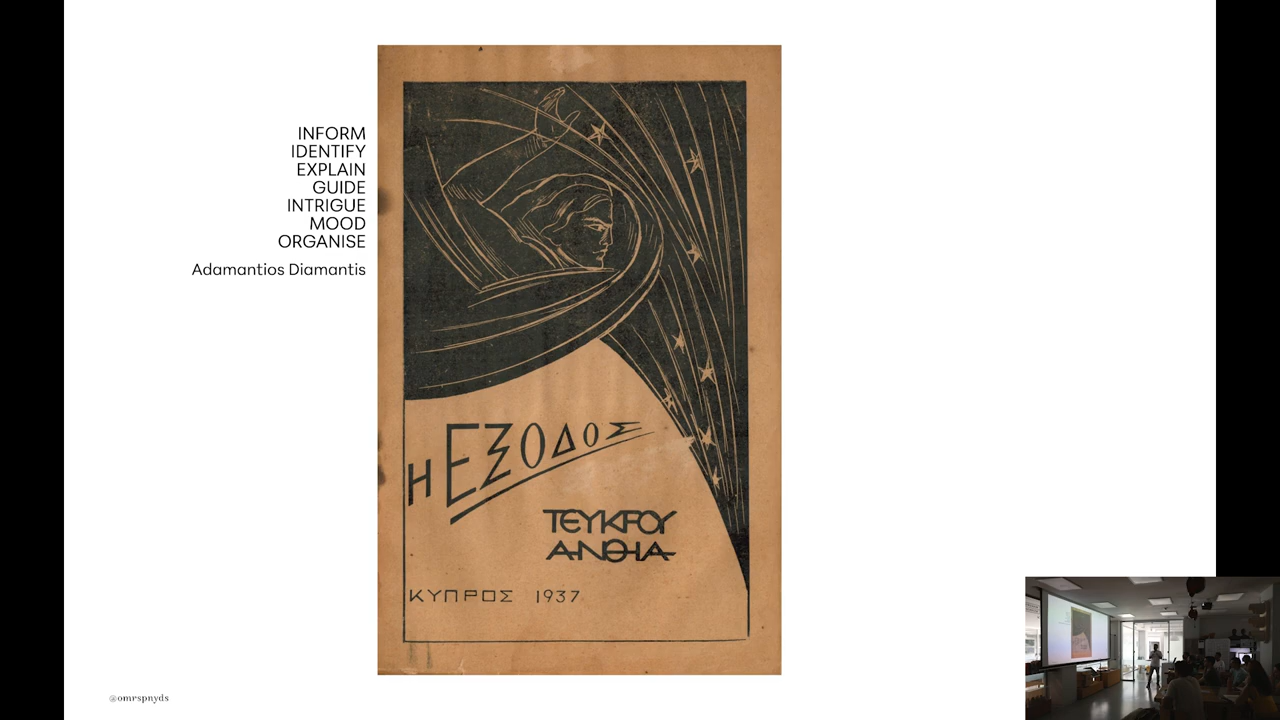 INFORM
IDENTIFY
EXPLAIN
GUIDE
INTRIGUE
MOOD
ORGANISE
Adamantios Diamantis
Η ΕΞΟΔΟΣ
ΤΕΥΚΡΟΥ
ΑΝΘΙΑ
ΚΥΠΡΟΣ 1937
@omrspnyds